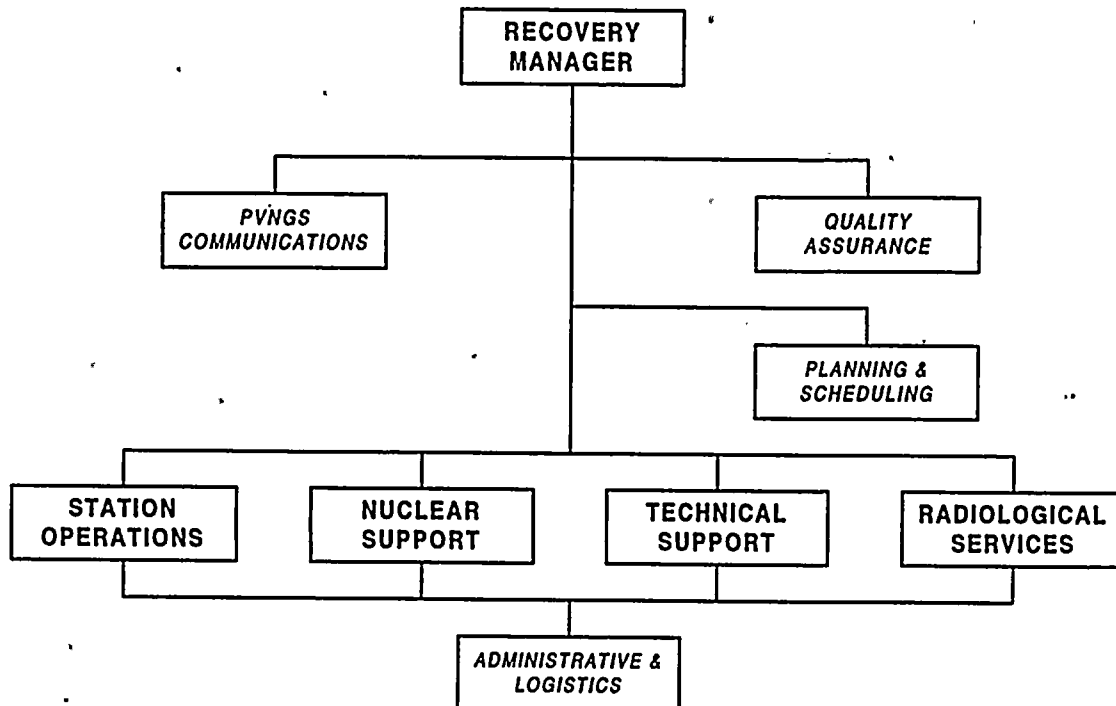 RECOVERY
MANAGER
PVNGS
COMMUNICATIONS
QUALITY
ASSURANCE
PLANNING &
SCHEDULING
STATION
OPERATIONS
NUCLEAR
SUPPORT
TECHNICAL
SUPPORT
RADIOLOGICAL
SERVICES
ADMINISTRATIVE &
LOGISTICS